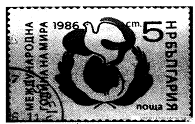 МЕЖДУНАРОДНА
ГОДИНА НА МИРА
1986
ст.
5
НР БЪЛГАРИЯ
поща